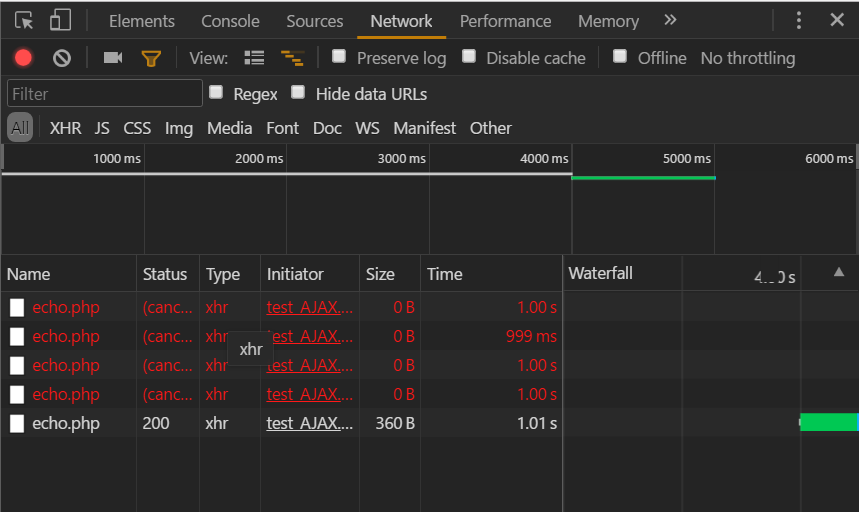 Elements Console Sources Network Performance Memory »
View: Preserve log Disable cache Offline No throttling
Filter Regex Hide data URLs
All XHR JS CSS Img Media Font Doc WS Manifest Other
1000 ms 2000 ms 3000 ms 4000 ms 5000 ms 6000 ms
Name Status Type Initiator Size Time Waterfall
echo.php (canc... xhr test_AJAX.... 0 B 1.00 s
echo.php (canc... xhr test_AJAX.... 0 B 999 ms
xhr
echo.php (canc... xhr test_AJAX.... 0 B 1.00 s
echo.php (canc... xhr test_AJAX.... 0 B 1.00 s
echo.php 200 xhr test_AJAX.... 360 B 1.01 s